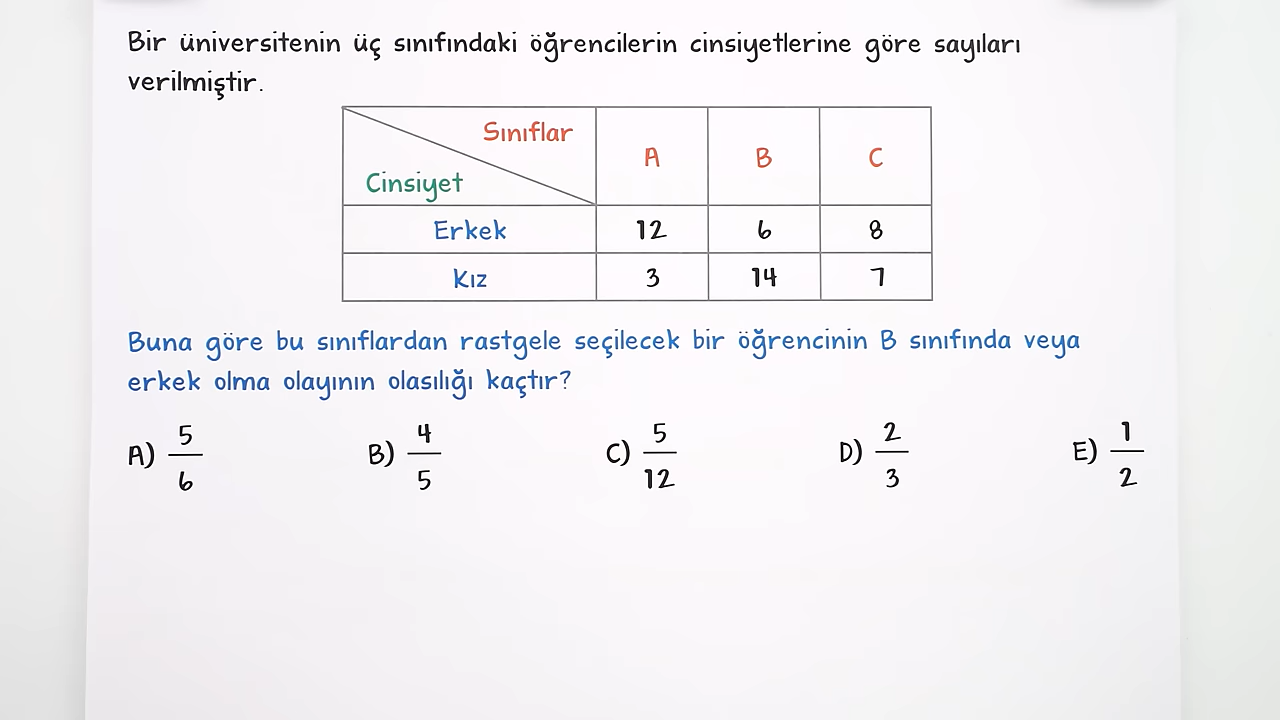 Bir üniversitenin üç sınıfındaki öğrencilerin cinsiyetlerine göre sayıları
verilmiştir.
Sınıflar
Cinsiyet
A B C
Erkek 12 6 8
Kız 3 14 7
Buna göre bu sınıflardan rastgele seçilecek bir öğrencinin B sınıfında veya
erkek olma olayının olasılığı kaçtır?
A) 5/6 B) 4/5 C) 5/12 D) 2/3 E) 1/2